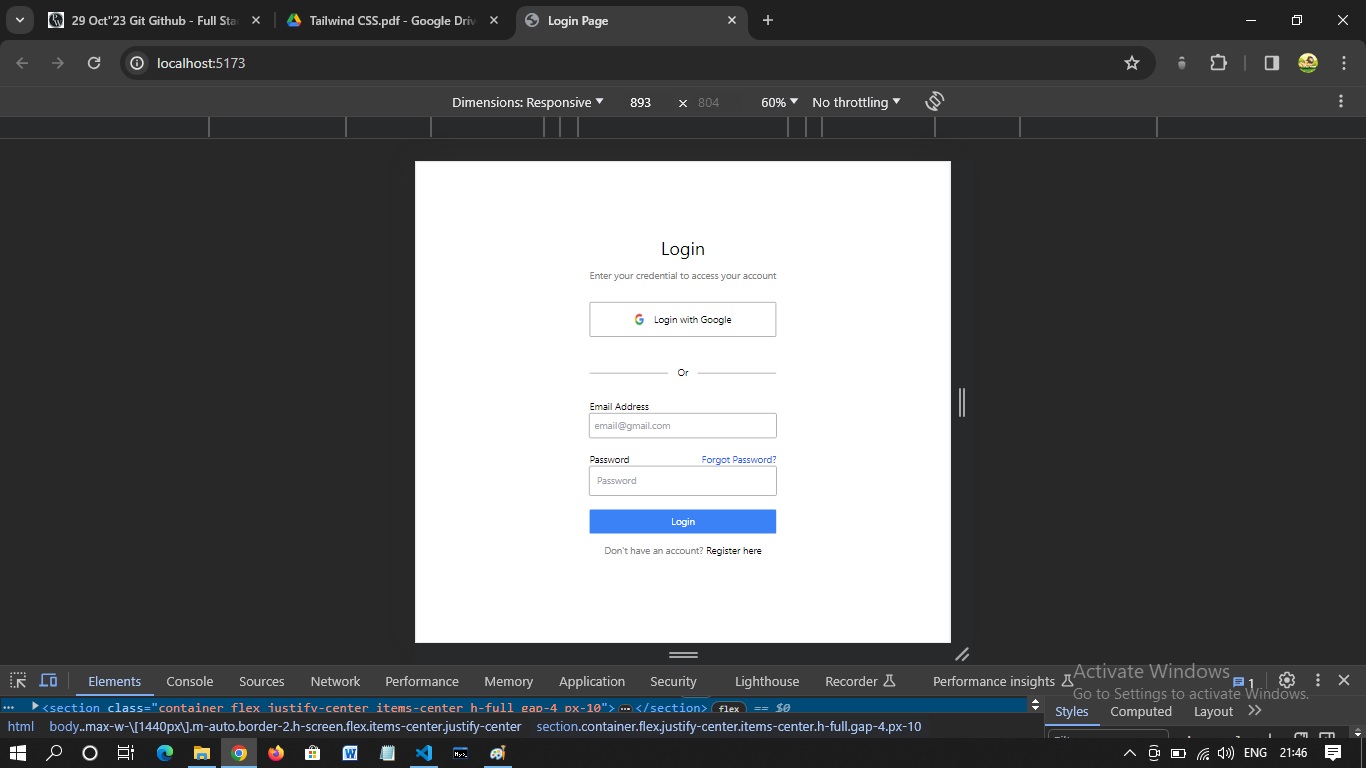 29 Oct"23 Git Github - Full Sta
Tailwind CSS.pdf - Google Driv
Login Page
localhost:5173
Dimensions: Responsive 893 × 804 60% No throttling
Login
Enter your credential to access your account
Login with Google
Or
Email Address
email@gmail.com
Password Forgot Password?
Password
Login
Don't have an account? Register here
Elements Console Sources Network Performance Memory Application Security Lighthouse Recorder Performance insights 1
Activate Windows
Go to Settings to activate Windows.
<section class="container flex justify-center items-center h-full gap-4 px-10"> … </section> flex == $0
Styles Computed Layout
html body..max-w-\[1440px\].m-auto.border-2.h-screen.flex.items-center.justify-center section.container.flex.justify-center.items-center.h-full.gap-4.px-10
ENG 21:46